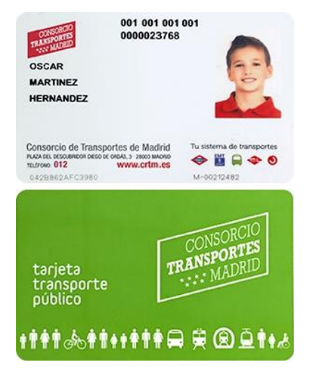 CONSORCIO
TRANSPORTES
MADRID
001 001 001 001
0000023768
OSCAR
MARTINEZ
HERNANDEZ
Consorcio de Transportes de Madrid
PLAZA DEL DESCUBRIDOR DIEGO DE ORDÁS, 3 28003 MADRID
TELÉFONO: 012 www.crtm.es
Tu sistema de transportes
EMT
042B862AFC3980
M-00212482
CONSORCIO
TRANSPORTES
MADRID
tarjeta
transporte
público